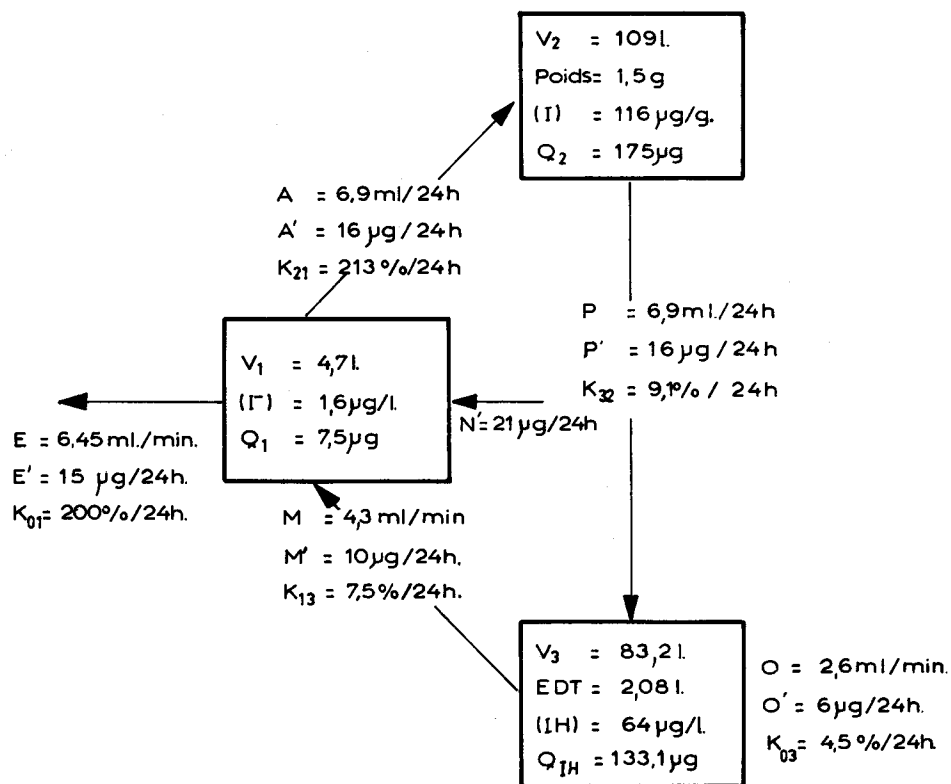 V2 = 109 l.
Poids = 1,5 g
(I) = 116 µg/g.
Q2 = 175 µg
A = 6,9 ml/24h
A' = 16 µg/24h
K21 = 213 %/24h
P = 6,9 ml/24h
P' = 16 µg/24h
K32 = 9,1 %/24h
V1 = 4,7 l.
(I⁻) = 1,6 µg/l.
Q1 = 7,5 µg
N' = 21 µg/24h
E = 6,45 ml./min.
E' = 15 µg/24h.
K01 = 200%/24h.
M = 4,3 ml/min
M' = 10 µg/24h.
K13 = 7,5%/24h.
V3 = 83,2 l.
EDT = 2,08 l.
(IH) = 64 µg/l.
QIH = 133,1 µg
O = 2,6 ml/min.
O' = 6 µg/24h.
K03 = 4,5 %/24h